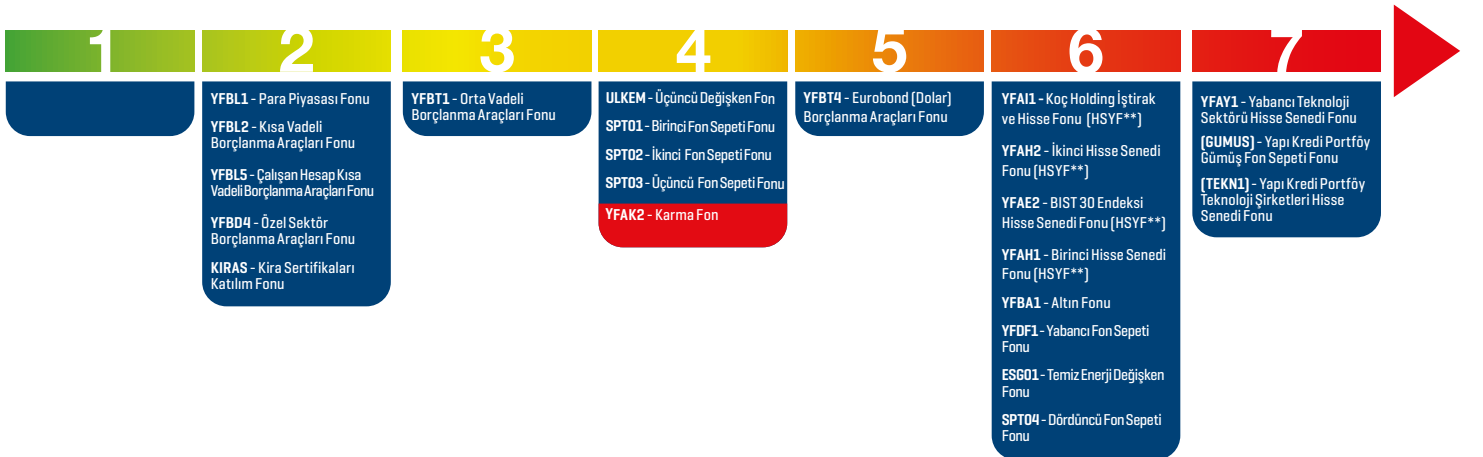 1
2
3
4
5
6
7
YFBL1 - Para Piyasası Fonu
YFBL2 - Kısa Vadeli
Borçlanma Araçları Fonu
YFBL5 - Çalışan Hesap Kısa
Vadeli Borçlanma Araçları Fonu
YFBD4 - Özel Sektör
Borçlanma Araçları Fonu
KIRAS - Kira Sertifikaları
Katılım Fonu
YFBT1 - Orta Vadeli
Borçlanma Araçları Fonu
ULKEM - Üçüncü Değişken Fon
SPT01 - Birinci Fon Sepeti Fonu
SPT02 - İkinci Fon Sepeti Fonu
SPT03 - Üçüncü Fon Sepeti Fonu
YFAK2 - Karma Fon
YFBT4 - Eurobond (Dolar)
Borçlanma Araçları Fonu
YFAI1 - Koç Holding İştirak
ve Hisse Fonu (HSYF**)
YFAH2 - İkinci Hisse Senedi
Fonu (HSYF**)
YFAE2 - BIST 30 Endeksi
Hisse Senedi Fonu (HSYF**)
YFAH1 - Birinci Hisse Senedi
Fonu (HSYF**)
YFBA1 - Altın Fonu
YFDF1 - Yabancı Fon Sepeti
Fonu
ESG01 - Temiz Enerji Değişken
Fonu
SPT04 - Dördüncü Fon Sepeti
Fonu
YFAY1 - Yabancı Teknoloji
Sektörü Hisse Senedi Fonu
(GUMUS) - Yapı Kredi Portföy
Gümüş Fon Sepeti Fonu
(TEKN1) - Yapı Kredi Portföy
Teknoloji Şirketleri Hisse
Senedi Fonu